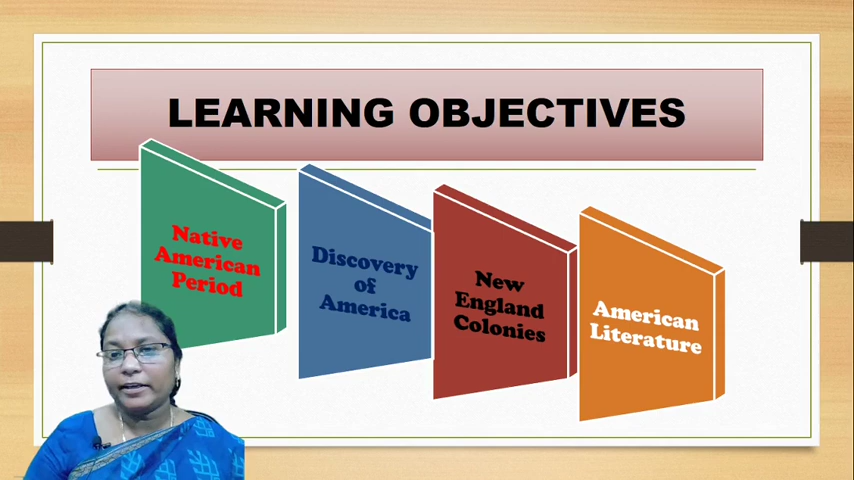 LEARNING OBJECTIVES
Native
American
Period
Discovery
of
America
New
England
Colonies
American
Literature